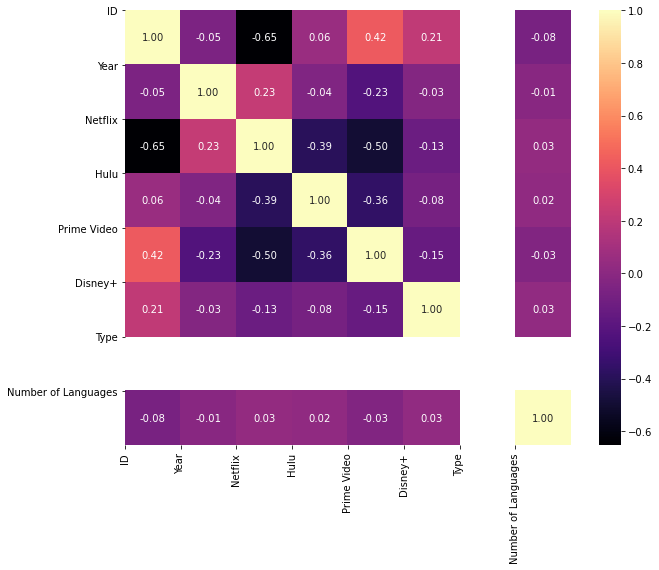 ID
1.00 -0.05 -0.65 0.06 0.42 0.21 -0.08
Year
-0.05 1.00 0.23 -0.04 -0.23 -0.03 -0.01
Netflix
-0.65 0.23 1.00 -0.39 -0.50 -0.13 0.03
Hulu
0.06 -0.04 -0.39 1.00 -0.36 -0.08 0.02
Prime Video
0.42 -0.23 -0.50 -0.36 1.00 -0.15 -0.03
Disney+
0.21 -0.03 -0.13 -0.08 -0.15 1.00 0.03
Type
Number of Languages
-0.08 -0.01 0.03 0.02 -0.03 0.03 1.00
ID
Year
Netflix
Hulu
Prime Video
Disney+
Type
Number of Languages
1.0
0.8
0.6
0.4
0.2
0.0
−0.2
−0.4
−0.6